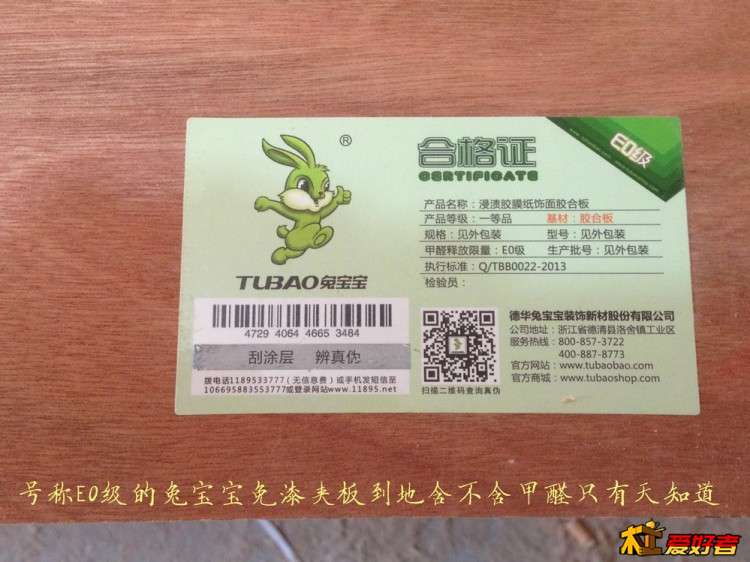 ®
TUBAO兔宝宝
合格证
CERTIFICATE
E0级
产品名称：浸渍胶膜纸饰面胶合板
产品等级：一等品 基材：胶合板
规格：见外包装 型号：见外包装
甲醛释放限量：E0级 生产批号：见外包装
执行标准：Q/TBB0022-2013
检验员：
4729 4064 4665 3484
刮涂层 辨真伪
拨电话1189533777（无信息费）或手机发短信至
106695883553777或登录网站www.11895.net
扫描二维码查询真伪
德华兔宝宝装饰新材股份有限公司
公司地址：浙江省德清县洛舍镇工业区
服务热线：800-857-3722
400-887-8773
官方网站：www.tubaobao.com
官方商城：www.tubaoshop.com
号称E0级的兔宝宝免漆夹板到地含不含甲醛只有天知道
木工爱好者